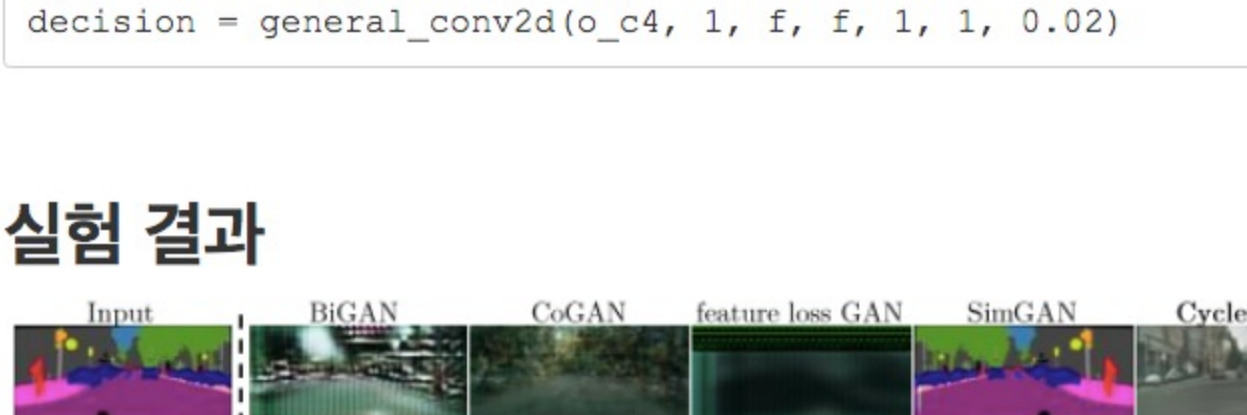 decision = general_conv2d(o_c4, 1, f, f, 1, 1, 0.02)
실험 결과
Input BiGAN CoGAN feature loss GAN SimGAN Cycle